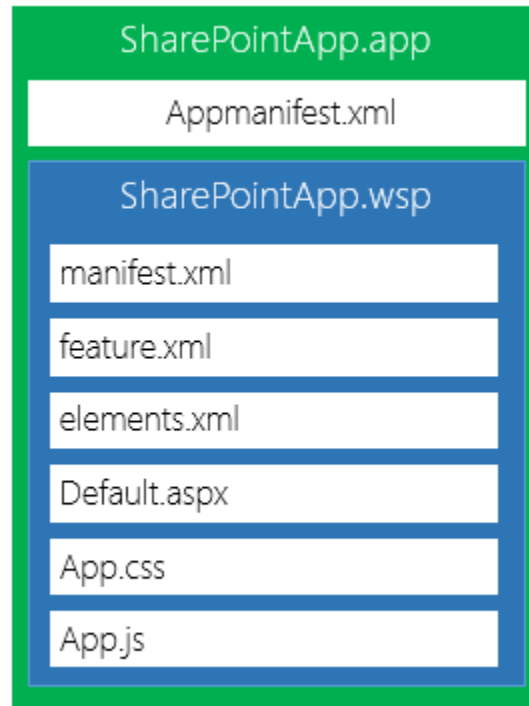 SharePointApp.app
Appmanifest.xml
SharePointApp.wsp
manifest.xml
feature.xml
elements.xml
Default.aspx
App.css
App.js